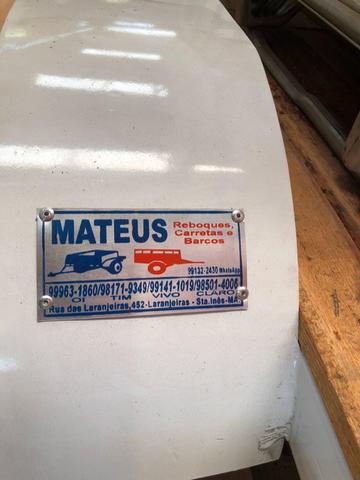 MATEUS Reboques,
Carretas e
Barcos
99132-2430 WhatsApp
99963-1860/98171-9349/99141-1019/98501-4006
OI TIM VIVO CLARO
Rua das Laranjeiras,452-Laranjeiras - Sta.Inês-MA